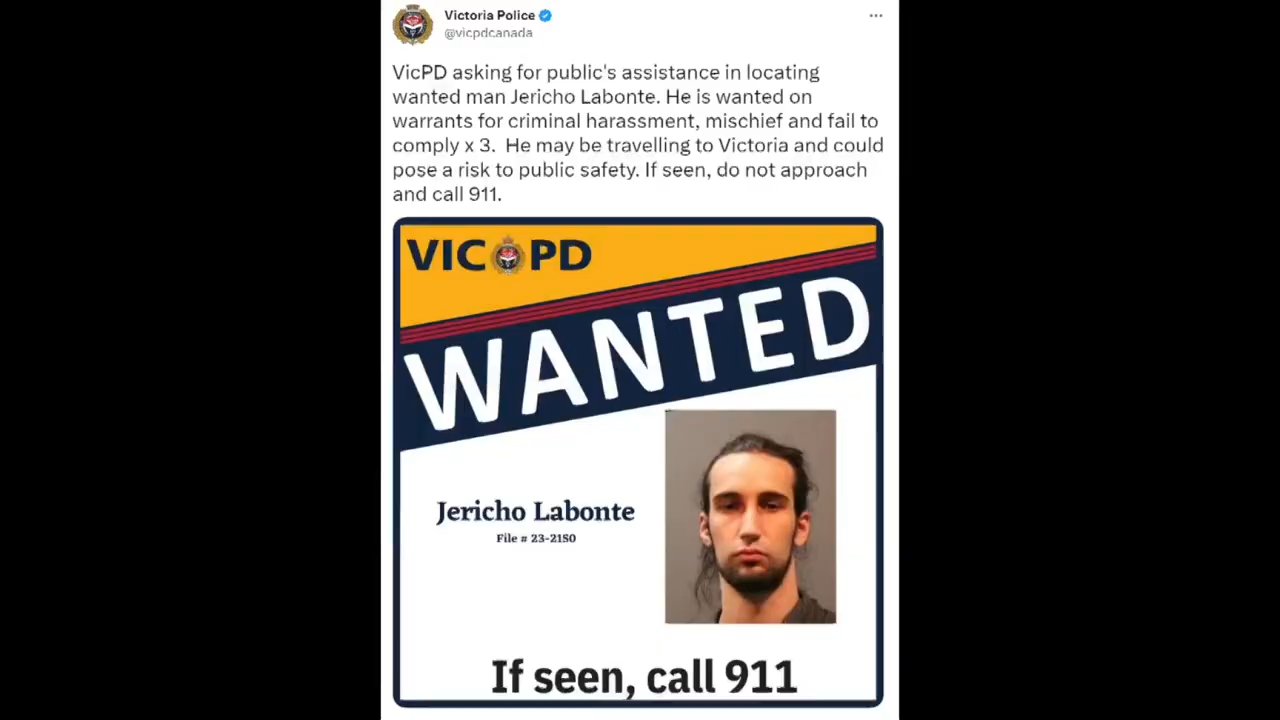 Victoria Police
@vicpdcanada
VicPD asking for public's assistance in locating
wanted man Jericho Labonte. He is wanted on
warrants for criminal harassment, mischief and fail to
comply x 3.  He may be travelling to Victoria and could
pose a risk to public safety. If seen, do not approach
and call 911.
VIC PD
WANTED
Jericho Labonte
File # 23-2150
If seen, call 911